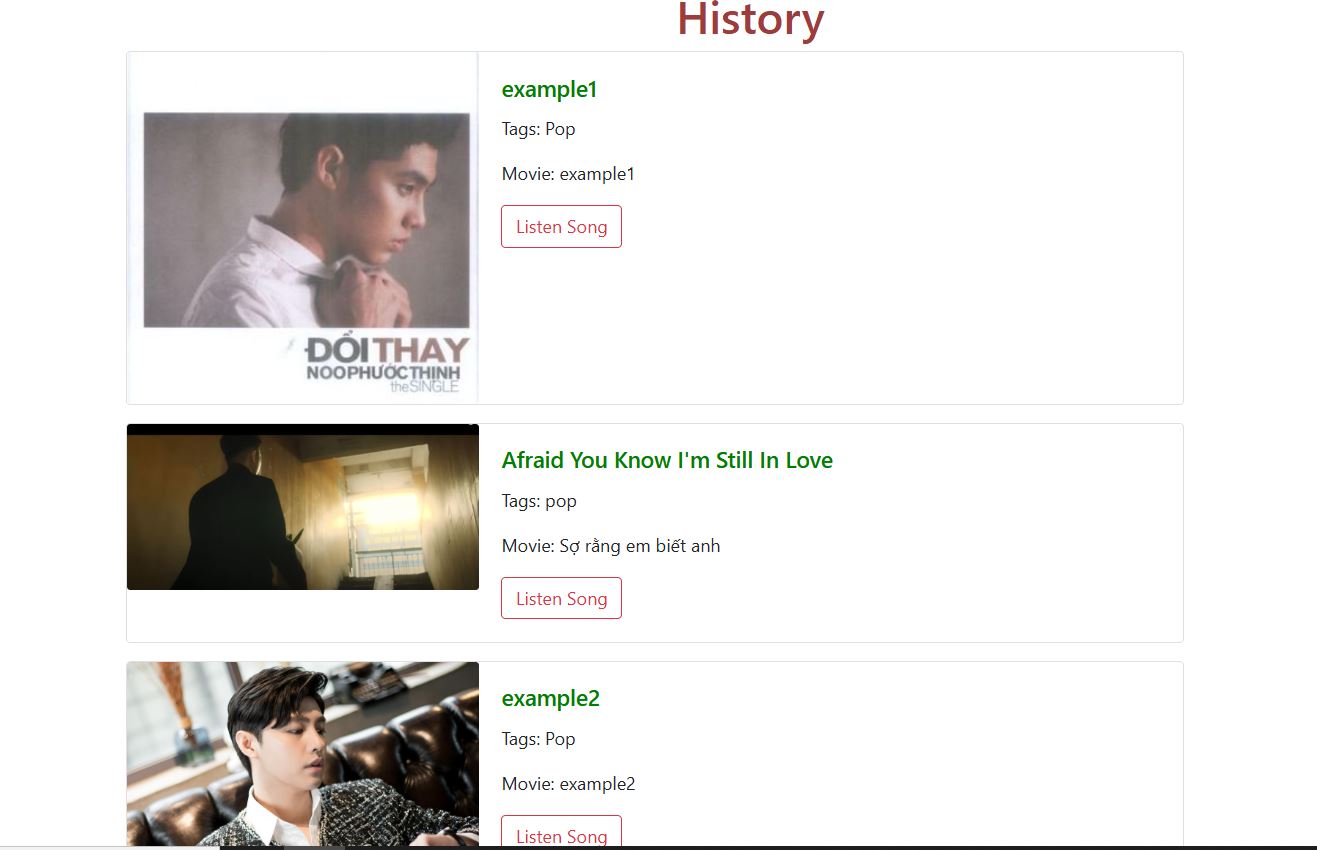 History
example1
Tags: Pop
Movie: example1
Listen Song
ĐỔI THAY
NOO PHƯỚC THỊNH
the SINGLE
Afraid You Know I'm Still In Love
Tags: pop
Movie: Sợ rằng em biết anh
Listen Song
example2
Tags: Pop
Movie: example2
Listen Song